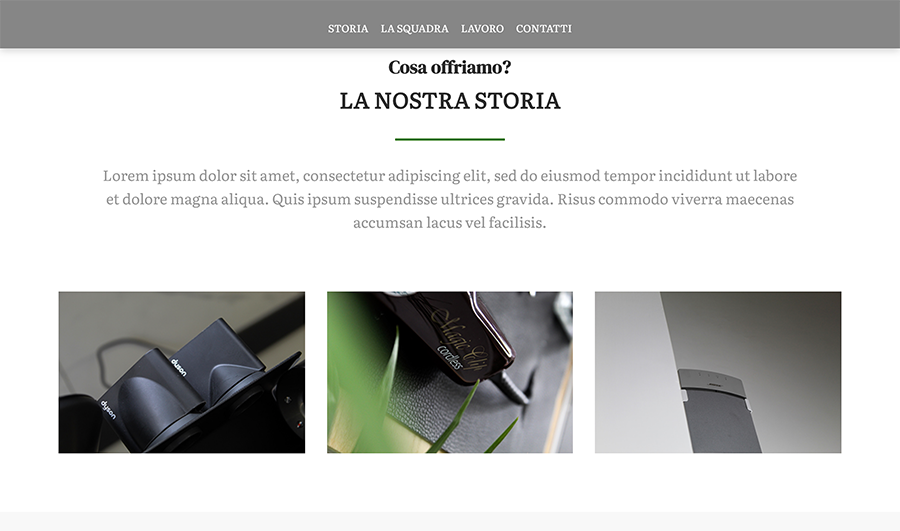 STORIA LA SQUADRA LAVORO CONTATTI
Cosa offriamo?
LA NOSTRA STORIA
Lorem ipsum dolor sit amet, consectetur adipiscing elit, sed do eiusmod tempor incididunt ut labore
et dolore magna aliqua. Quis ipsum suspendisse ultrices gravida. Risus commodo viverra maecenas
accumsan lacus vel facilisis.
dyson
dyson
Magic Clip
cordless